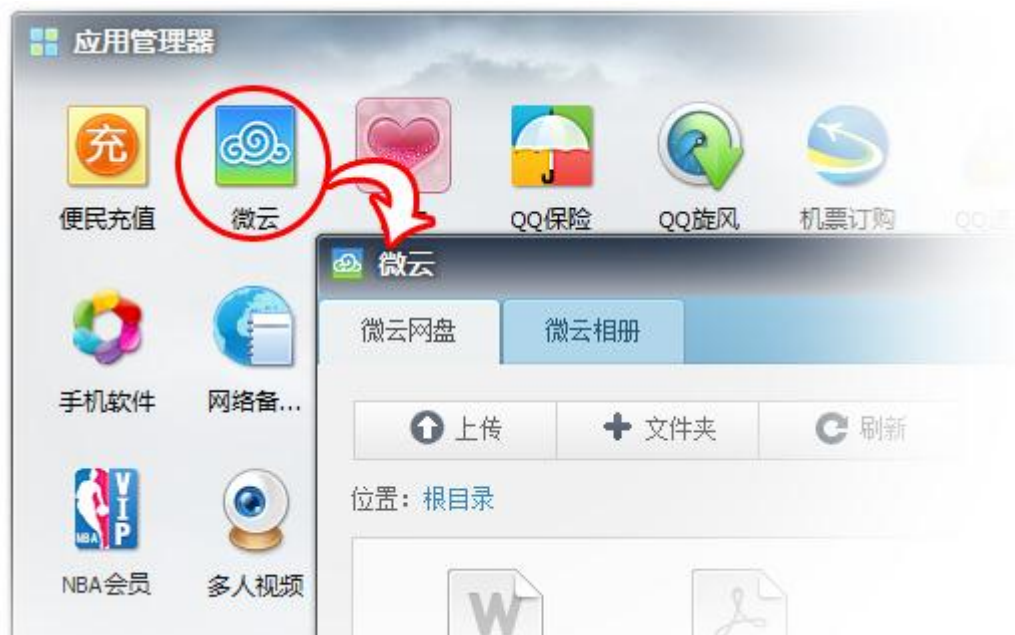 应用管理器
充
便民充值
微云
QQ保险
QQ旋风
机票订购
微云
微云网盘
微云相册
手机软件
网络备...
上传
文件夹
刷新
位置：根目录
VIP
NBA
NBA会员
多人视频
W